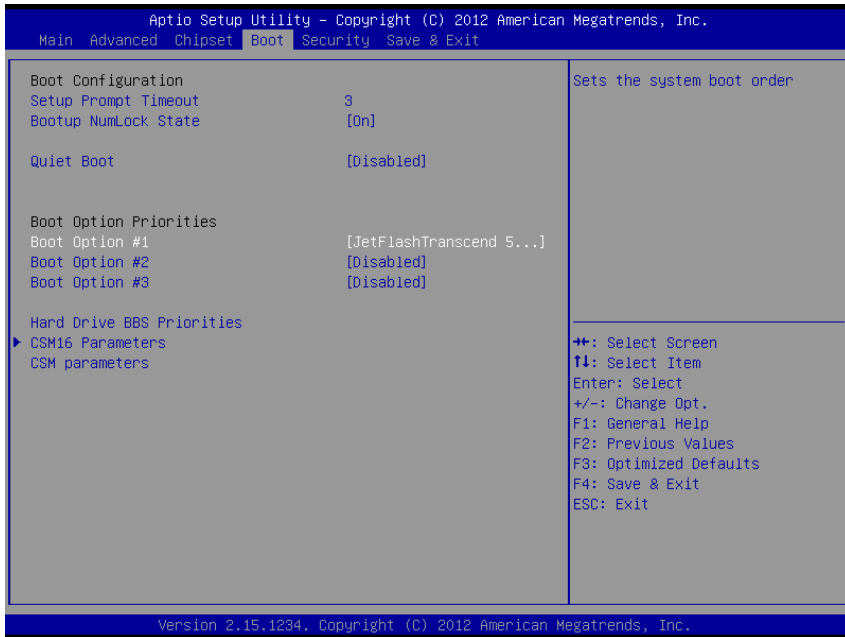 Aptio Setup Utility – Copyright (C) 2012 American Megatrends, Inc.
Main Advanced Chipset Boot Security Save & Exit
Boot Configuration
Setup Prompt Timeout 3
Bootup NumLock State [On]
Quiet Boot [Disabled]
Boot Option Priorities
Boot Option #1 [JetFlashTranscend 5...]
Boot Option #2 [Disabled]
Boot Option #3 [Disabled]
Hard Drive BBS Priorities
CSM16 Parameters
CSM parameters
Sets the system boot order
→←: Select Screen
↑↓: Select Item
Enter: Select
+/-: Change Opt.
F1: General Help
F2: Previous Values
F3: Optimized Defaults
F4: Save & Exit
ESC: Exit
Version 2.15.1234. Copyright (C) 2012 American Megatrends, Inc.